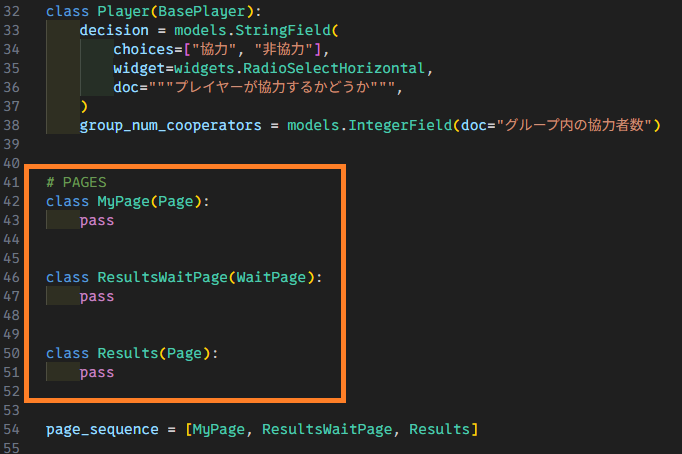 32 class Player(BasePlayer):
33     decision = models.StringField(
34         choices=["協力", "非協力"],
35         widget=widgets.RadioSelectHorizontal,
36         doc="""プレイヤーが協力するかどうか""",
37     )
38     group_num_cooperators = models.IntegerField(doc="グループ内の協力者数")
39
40
41 # PAGES
42 class MyPage(Page):
43     pass
44
45
46 class ResultsWaitPage(WaitPage):
47     pass
48
49
50 class Results(Page):
51     pass
52
53
54 page_sequence = [MyPage, ResultsWaitPage, Results]
55